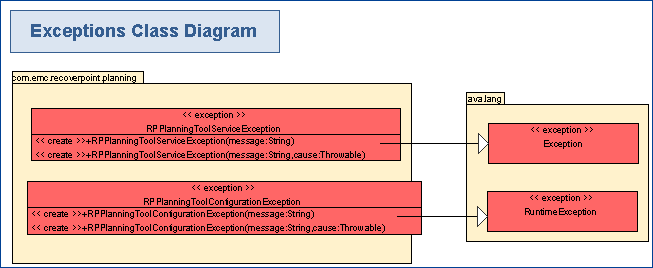 Exceptions Class Diagram
com.emc.recoverpoint.planning
<< exception >>
RPPlanningToolServiceException
<< create >>+RPPlanningToolServiceException(message:String)
<< create >>+RPPlanningToolServiceException(message:String,cause:Throwable)
<< exception >>
RPPlanningToolConfigurationException
<< create >>+RPPlanningToolConfigurationException(message:String)
<< create >>+RPPlanningToolConfigurationException(message:String,cause:Throwable)
java.lang
<< exception >>
Exception
<< exception >>
RuntimeException